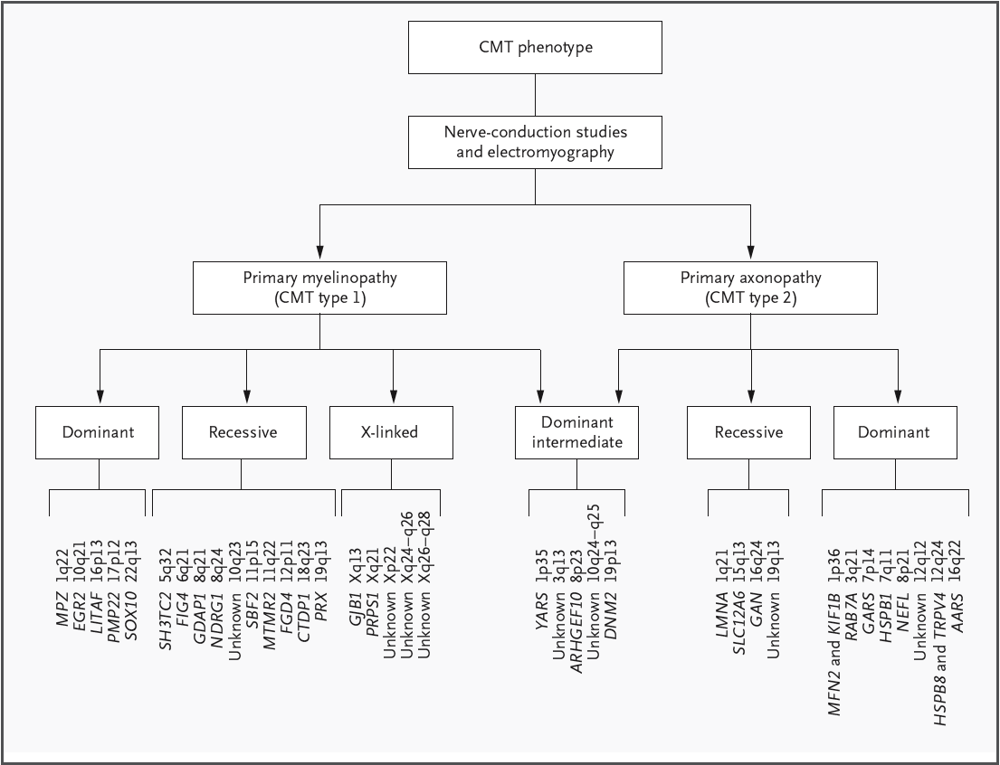 CMT phenotype
Nerve-conduction studies
and electromyography
Primary myelinopathy
(CMT type 1)
Primary axonopathy
(CMT type 2)
Dominant
Recessive
X-linked
Dominant
intermediate
Recessive
Dominant
MPZ 1q22
EGR2 10q21
LITAF 16p13
PMP22 17p12
SOX10 22q13
SH3TC2 5q32
FIG4 6q21
GDAP1 8q21
NDRG1 8q24
Unknown 10q23
SBF2 11p15
MTMR2 11q22
FGD4 12p11
CTDP1 18q23
PRX 19q13
GJB1 Xq13
PRPS1 Xq21
Unknown Xp22
Unknown Xq24–q26
Unknown Xq26–q28
YARS 1p35
Unknown 3q13
ARHGEF10 8p23
Unknown 10q24–q25
DNM2 19p13
LMNA 1q21
SLC12A6 15q13
GAN 16q24
Unknown 19q13
MFN2 and KIF1B 1p36
RAB7A 3q21
GARS 7p14
HSPB1 7q11
NEFL 8p21
Unknown 12q12
HSPB8 and TRPV4 12q24
AARS 16q22